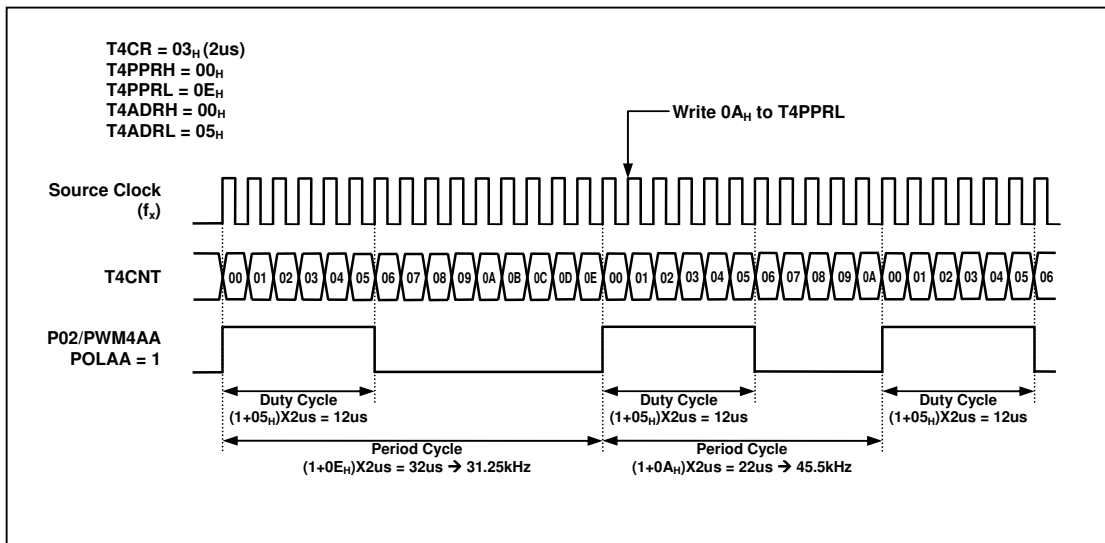 T4CR = 03H (2us)
T4PPRH = 00H
T4PPRL = 0EH
T4ADRH = 00H
T4ADRL = 05H
Write 0AH to T4PPRL
Source Clock
(fx)
T4CNT
00 01 02 03 04 05 06 07 08 09 0A 0B 0C 0D 0E 00 01 02 03 04 05 06 07 08 09 0A 00 01 02 03 04 05 06
P02/PWM4AA
POLAA = 1
Duty Cycle
(1+05H)X2us = 12us
Duty Cycle
(1+05H)X2us = 12us
Duty Cycle
(1+05H)X2us = 12us
Period Cycle
(1+0EH)X2us = 32us → 31.25kHz
Period Cycle
(1+0AH)X2us = 22us → 45.5kHz